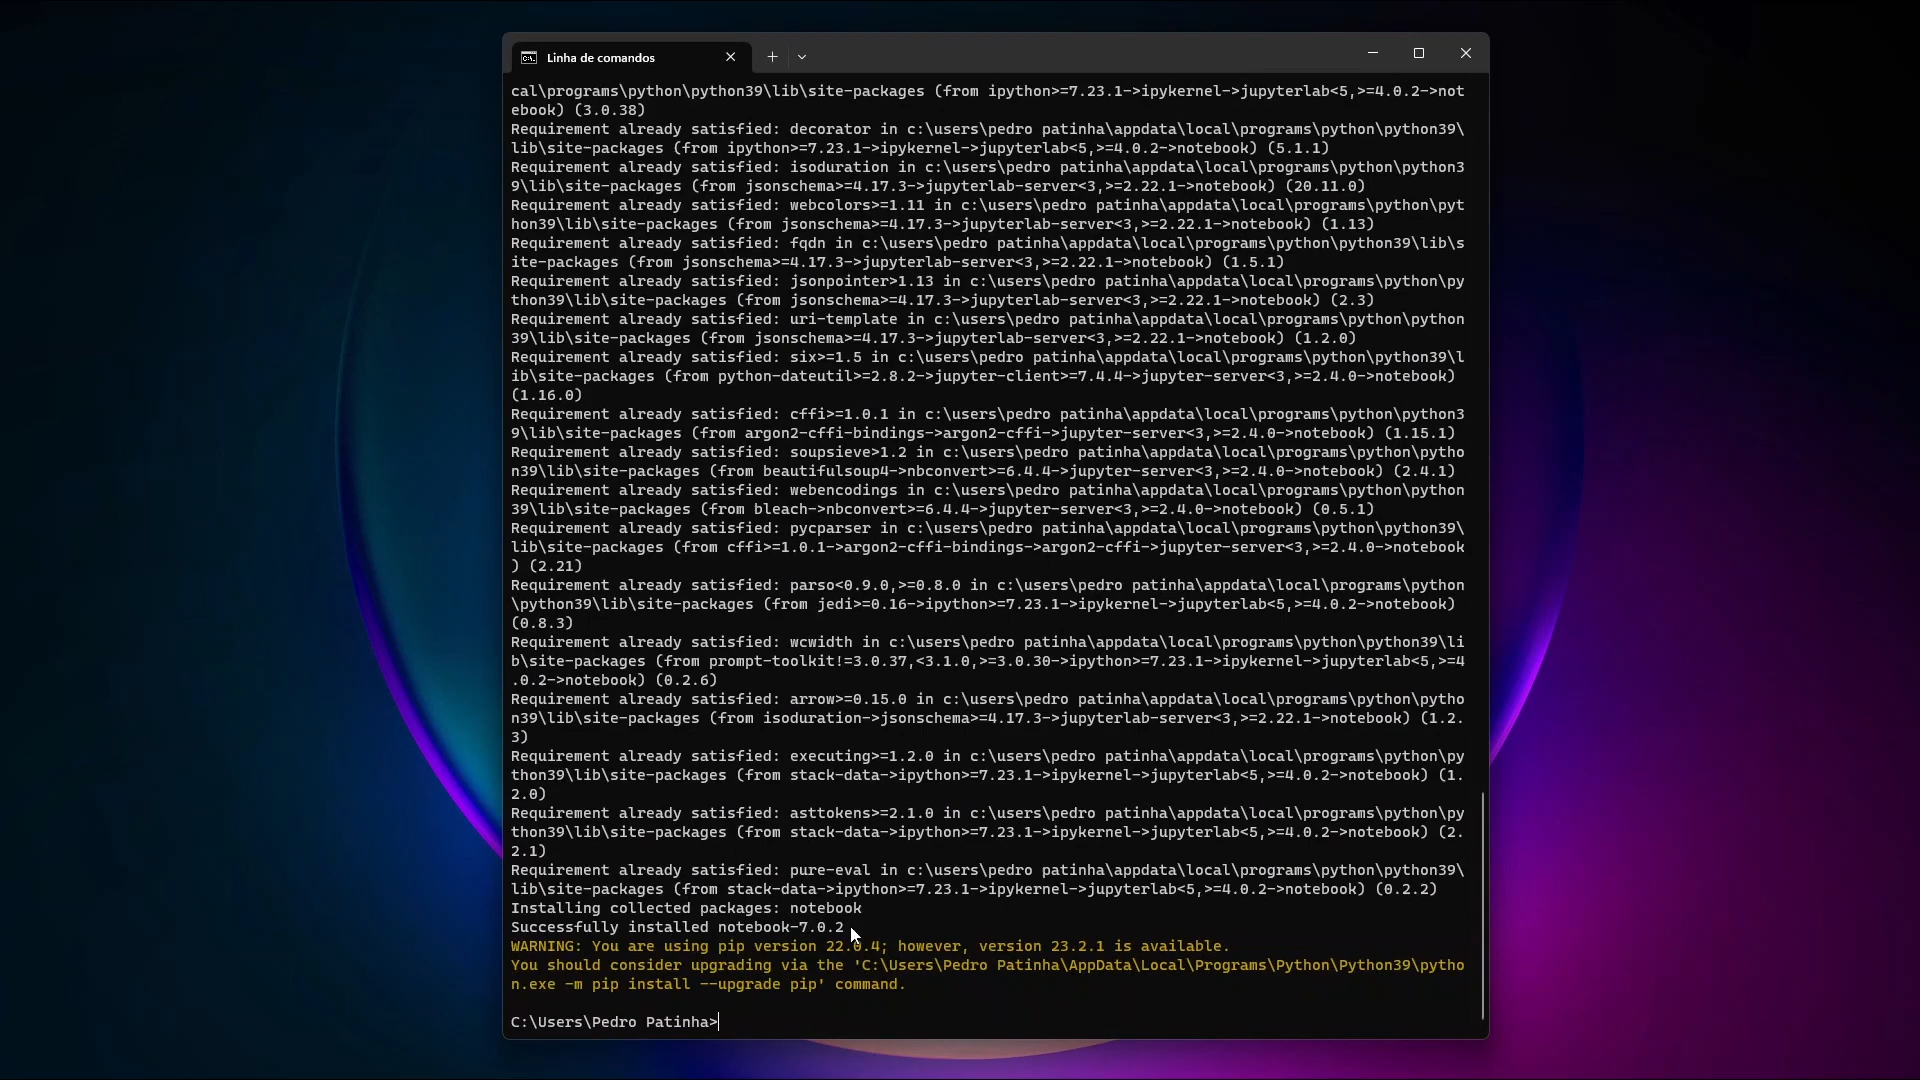 Linha de comandos
cal\programs\python\python39\lib\site-packages (from ipython>=7.23.1->ipykernel->jupyterlab<5,>=4.0.2->not
ebook) (3.0.38)
Requirement already satisfied: decorator in c:\users\pedro patinha\appdata\local\programs\python\python39\
lib\site-packages (from ipython>=7.23.1->ipykernel->jupyterlab<5,>=4.0.2->notebook) (5.1.1)
Requirement already satisfied: isoduration in c:\users\pedro patinha\appdata\local\programs\python\python3
9\lib\site-packages (from jsonschema>=4.17.3->jupyterlab-server<3,>=2.22.1->notebook) (20.11.0)
Requirement already satisfied: webcolors>=1.11 in c:\users\pedro patinha\appdata\local\programs\python\pyt
hon39\lib\site-packages (from jsonschema>=4.17.3->jupyterlab-server<3,>=2.22.1->notebook) (1.13)
Requirement already satisfied: fqdn in c:\users\pedro patinha\appdata\local\programs\python\python39\lib\s
ite-packages (from jsonschema>=4.17.3->jupyterlab-server<3,>=2.22.1->notebook) (1.5.1)
Requirement already satisfied: jsonpointer>1.13 in c:\users\pedro patinha\appdata\local\programs\python\py
thon39\lib\site-packages (from jsonschema>=4.17.3->jupyterlab-server<3,>=2.22.1->notebook) (2.3)
Requirement already satisfied: uri-template in c:\users\pedro patinha\appdata\local\programs\python\python
39\lib\site-packages (from jsonschema>=4.17.3->jupyterlab-server<3,>=2.22.1->notebook) (1.2.0)
Requirement already satisfied: six>=1.5 in c:\users\pedro patinha\appdata\local\programs\python\python39\l
ib\site-packages (from python-dateutil>=2.8.2->jupyter-client>=7.4.4->jupyter-server<3,>=2.4.0->notebook)
(1.16.0)
Requirement already satisfied: cffi>=1.0.1 in c:\users\pedro patinha\appdata\local\programs\python\python3
9\lib\site-packages (from argon2-cffi-bindings->argon2-cffi->jupyter-server<3,>=2.4.0->notebook) (1.15.1)
Requirement already satisfied: soupsieve>1.2 in c:\users\pedro patinha\appdata\local\programs\python\pytho
n39\lib\site-packages (from beautifulsoup4->nbconvert>=6.4.4->jupyter-server<3,>=2.4.0->notebook) (2.4.1)
Requirement already satisfied: webencodings in c:\users\pedro patinha\appdata\local\programs\python\python
39\lib\site-packages (from bleach->nbconvert>=6.4.4->jupyter-server<3,>=2.4.0->notebook) (0.5.1)
Requirement already satisfied: pycparser in c:\users\pedro patinha\appdata\local\programs\python\python39\
lib\site-packages (from cffi>=1.0.1->argon2-cffi-bindings->argon2-cffi->jupyter-server<3,>=2.4.0->notebook
) (2.21)
Requirement already satisfied: parso<0.9.0,>=0.8.0 in c:\users\pedro patinha\appdata\local\programs\python
\python39\lib\site-packages (from jedi>=0.16->ipython>=7.23.1->ipykernel->jupyterlab<5,>=4.0.2->notebook)
(0.8.3)
Requirement already satisfied: wcwidth in c:\users\pedro patinha\appdata\local\programs\python\python39\li
b\site-packages (from prompt-toolkit!=3.0.37,<3.1.0,>=3.0.30->ipython>=7.23.1->ipykernel->jupyterlab<5,>=4
.0.2->notebook) (0.2.6)
Requirement already satisfied: arrow>=0.15.0 in c:\users\pedro patinha\appdata\local\programs\python\pytho
n39\lib\site-packages (from isoduration->jsonschema>=4.17.3->jupyterlab-server<3,>=2.22.1->notebook) (1.2.
3)
Requirement already satisfied: executing>=1.2.0 in c:\users\pedro patinha\appdata\local\programs\python\py
thon39\lib\site-packages (from stack-data->ipython>=7.23.1->ipykernel->jupyterlab<5,>=4.0.2->notebook) (1.
2.0)
Requirement already satisfied: asttokens>=2.1.0 in c:\users\pedro patinha\appdata\local\programs\python\py
thon39\lib\site-packages (from stack-data->ipython>=7.23.1->ipykernel->jupyterlab<5,>=4.0.2->notebook) (2.
2.1)
Requirement already satisfied: pure-eval in c:\users\pedro patinha\appdata\local\programs\python\python39\
lib\site-packages (from stack-data->ipython>=7.23.1->ipykernel->jupyterlab<5,>=4.0.2->notebook) (0.2.2)
Installing collected packages: notebook
Successfully installed notebook-7.0.2
WARNING: You are using pip version 22.0.4; however, version 23.2.1 is available.
You should consider upgrading via the 'C:\Users\Pedro Patinha\AppData\Local\Programs\Python\Python39\pytho
n.exe -m pip install --upgrade pip' command.
C:\Users\Pedro Patinha>